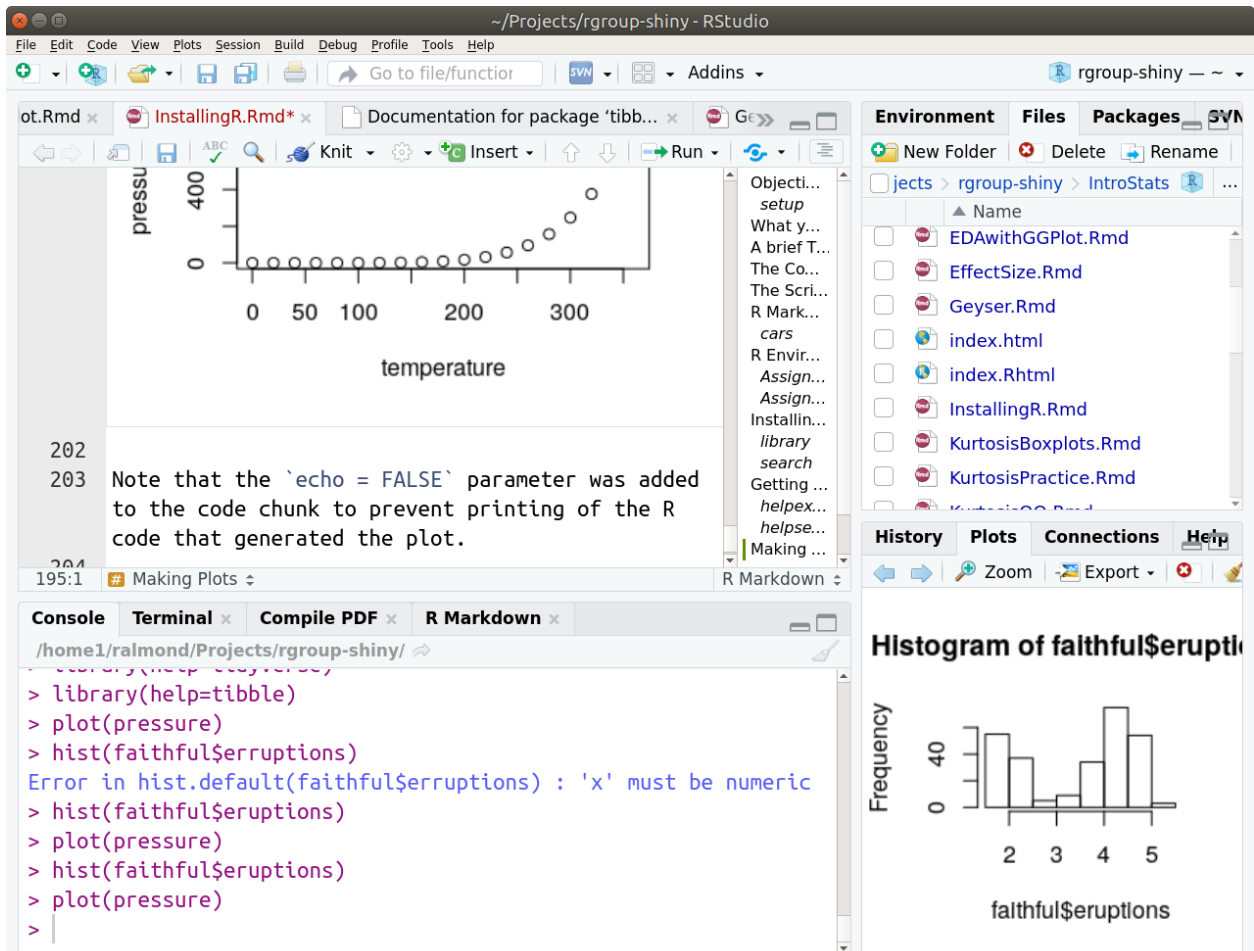 ~/Projects/rgroup-shiny - RStudio
File Edit Code View Plots Session Build Debug Profile Tools Help
Go to file/function
SVN
Addins
rgroup-shiny — ~
ot.Rmd
InstallingR.Rmd*
Documentation for package ‘tibb...
Ge
ABC
Knit
Insert
Run
400
0
0 50 100 200 300
temperature
202
203 Note that the `echo = FALSE` parameter was added
to the code chunk to prevent printing of the R
code that generated the plot.
204
195:1
# Making Plots
R Markdown
Objecti...
setup
What y...
A brief T...
The Co...
The Scri...
R Mark...
cars
R Envir...
Assign...
Assign...
Installin...
library
search
Getting ...
helpex...
helpse...
Making ...
Console Terminal Compile PDF R Markdown
/home1/ralmond/Projects/rgroup-shiny/
> library(help=tibble)
> plot(pressure)
> hist(faithful$erruptions)
Error in hist.default(faithful$erruptions) : 'x' must be numeric
> hist(faithful$eruptions)
> plot(pressure)
> hist(faithful$eruptions)
> plot(pressure)
>
Environment Files Packages SVN
New Folder Delete Rename
jects > rgroup-shiny > IntroStats ...
Name
EDAwithGGPlot.Rmd
EffectSize.Rmd
Geyser.Rmd
index.html
index.Rhtml
InstallingR.Rmd
KurtosisBoxplots.Rmd
KurtosisPractice.Rmd
History Plots Connections Help
Zoom Export
Histogram of faithful$erupti
Frequency
40
0
2 3 4 5
faithful$eruptions